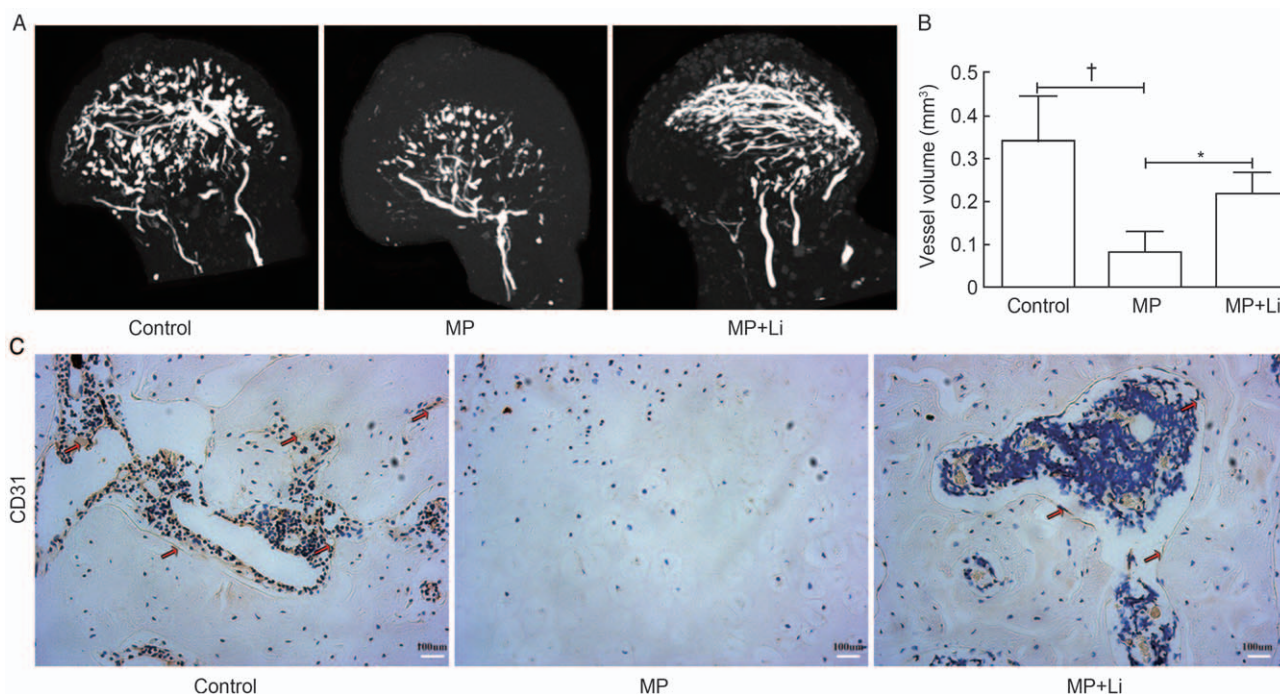 A
B
Control
MP
MP+Li
Vessel volume (mm³)
0.5
0.4
0.3
0.2
0.1
0
†
*
Control
MP
MP+Li
C
CD31
100um
100um
100um
Control
MP
MP+Li